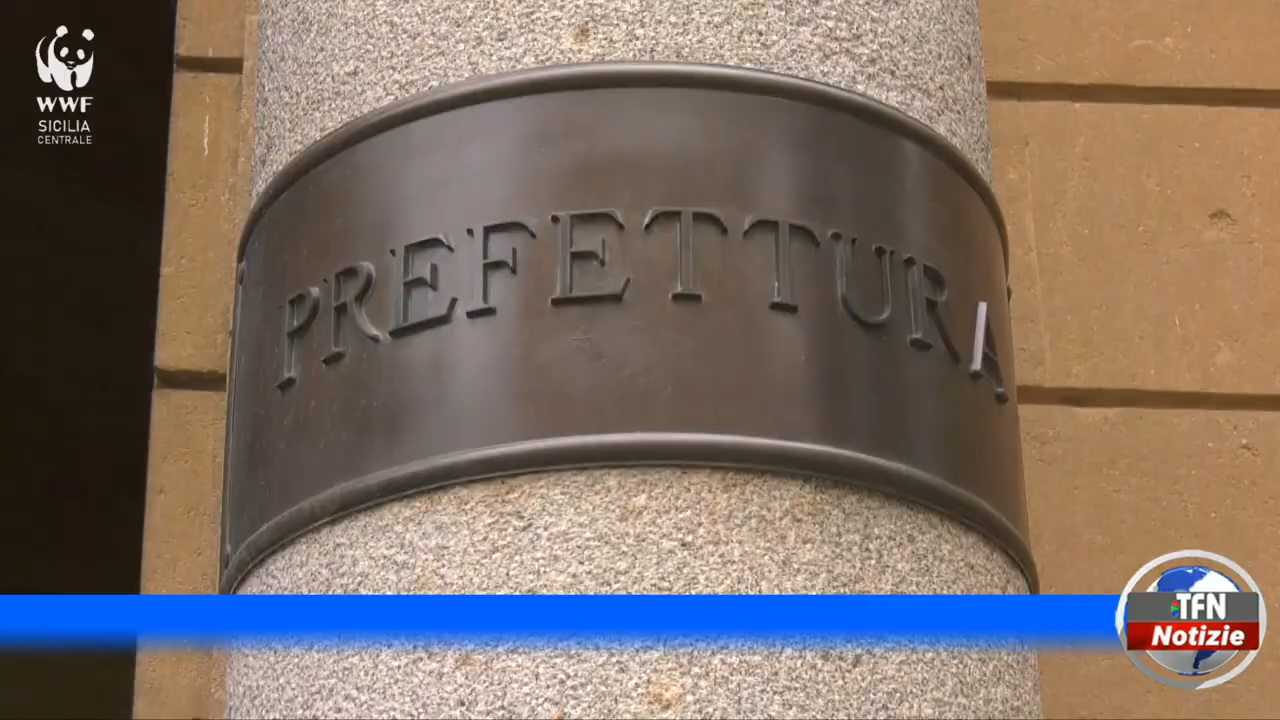 WWF
SICILIA
CENTRALE
PREFETTURA
TFN
Notizie